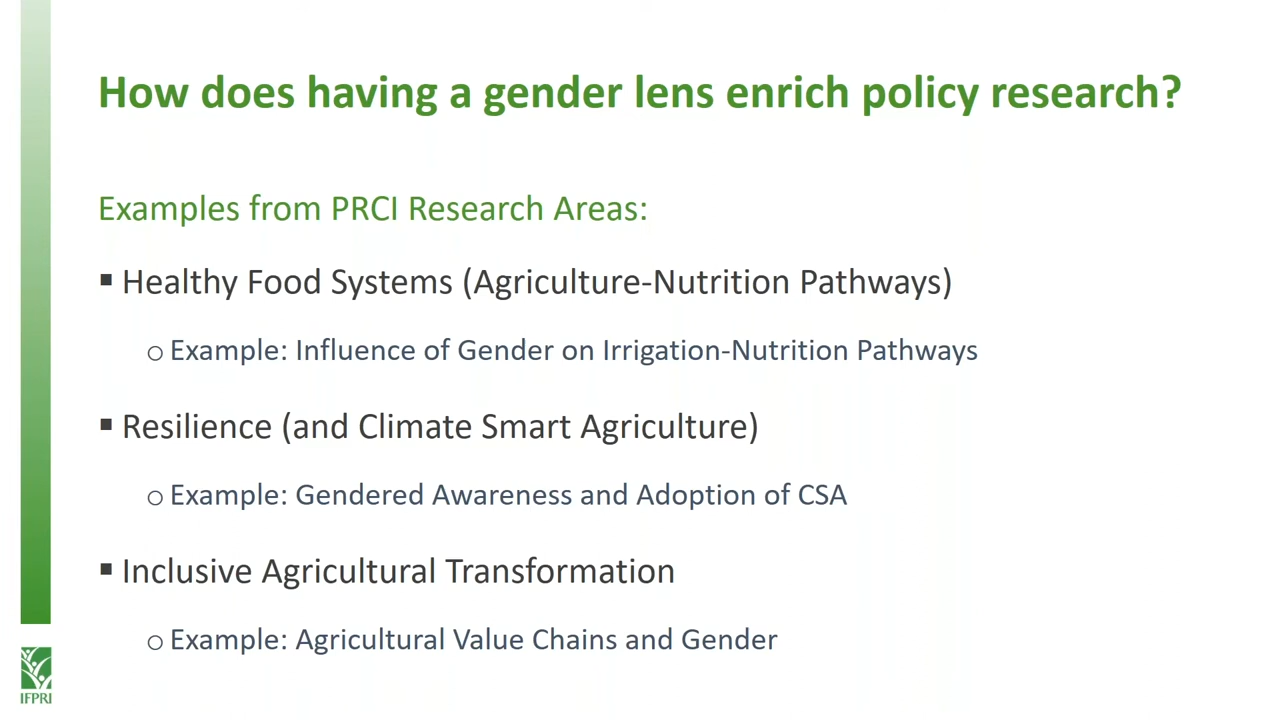 How does having a gender lens enrich policy research?
Examples from PRCI Research Areas:
▪ Healthy Food Systems (Agriculture-Nutrition Pathways)
o Example: Influence of Gender on Irrigation-Nutrition Pathways
▪ Resilience (and Climate Smart Agriculture)
o Example: Gendered Awareness and Adoption of CSA
▪ Inclusive Agricultural Transformation
o Example: Agricultural Value Chains and Gender
IFPRI